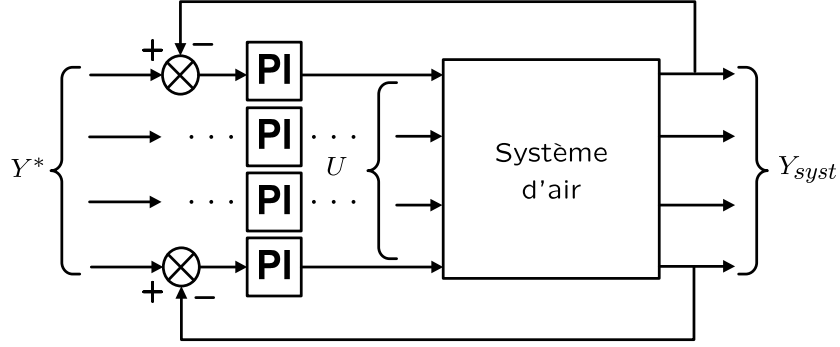 + −
PI
PI
Y* · · · · · · U Système Y_syst
d'air
PI
PI
+ −